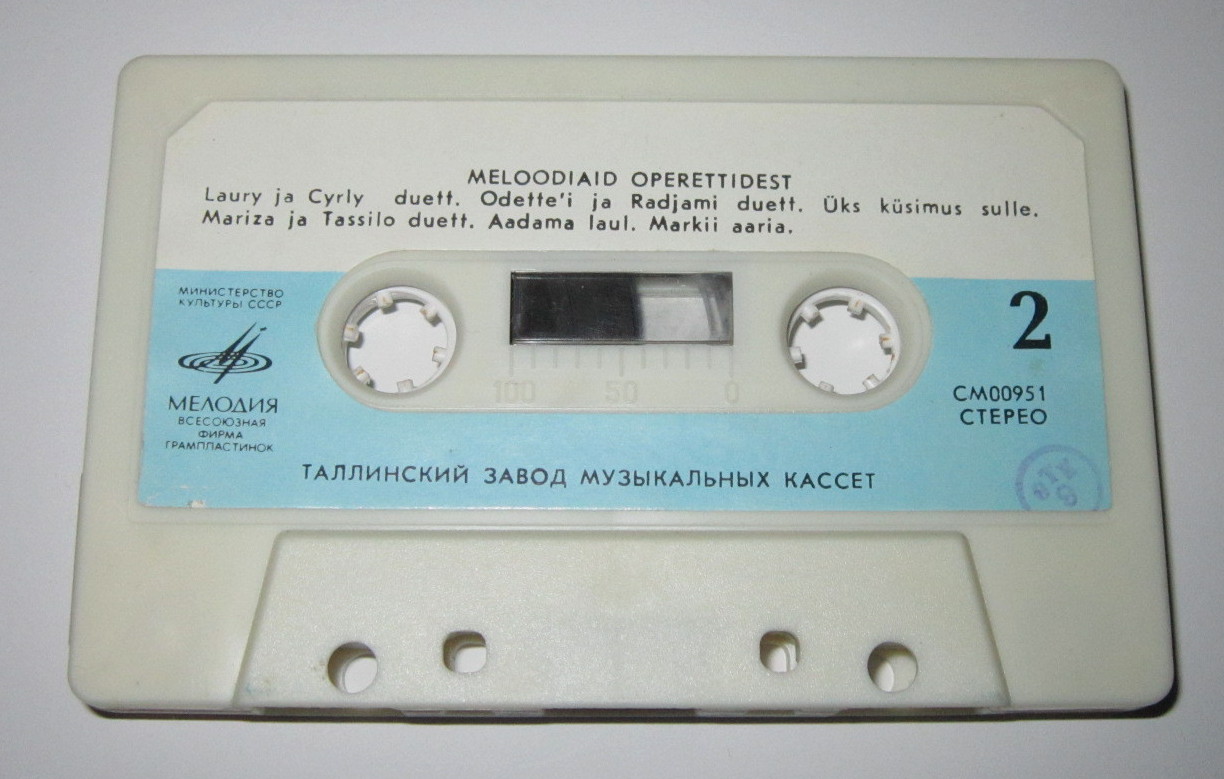 MELOODIAID OPERETTIDEST
Laury ja Cyrly duett. Odette'i ja Radjami duett. Üks küsimus sulle.
Mariza ja Tassilo duett. Aadama laul. Markii aaria.
МИНИСТЕРСТВО
КУЛЬТУРЫ СССР
МЕЛОДИЯ
ВСЕСОЮЗНАЯ
ФИРМА
ГРАМПЛАСТИНОК
2
СМ00951
СТЕРЕО
100 50 0
ТАЛЛИНСКИЙ ЗАВОД МУЗЫКАЛЬНЫХ КАССЕТ